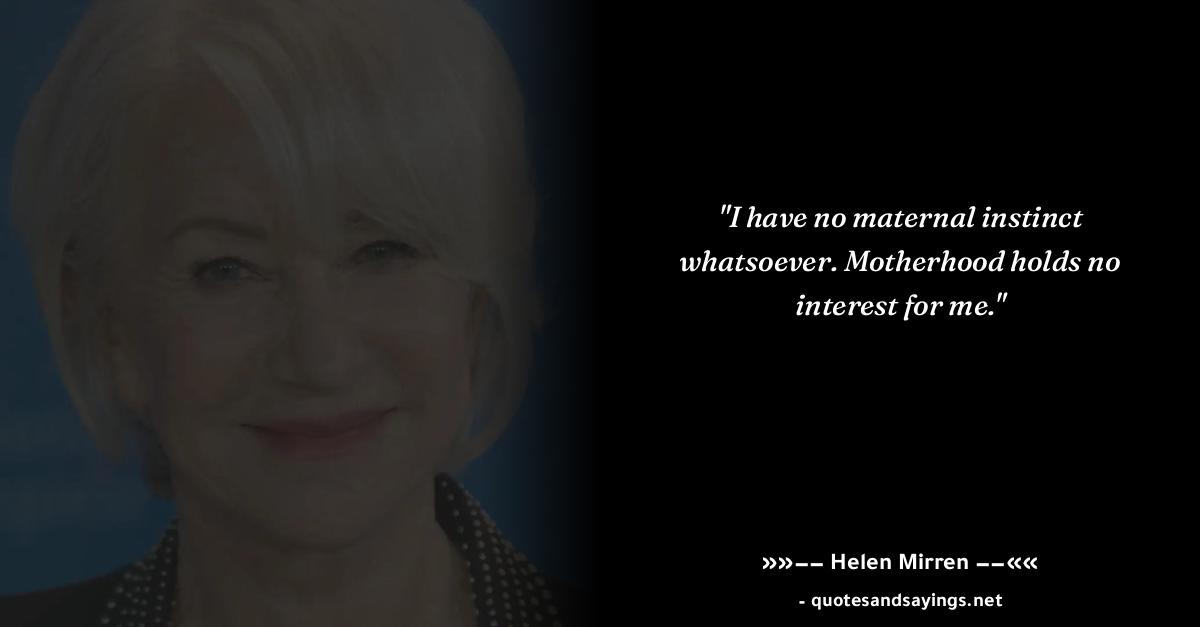 "I have no maternal instinct
whatsoever. Motherhood holds no
interest for me."
»»−− Helen Mirren −−««
- quotesandsayings.net